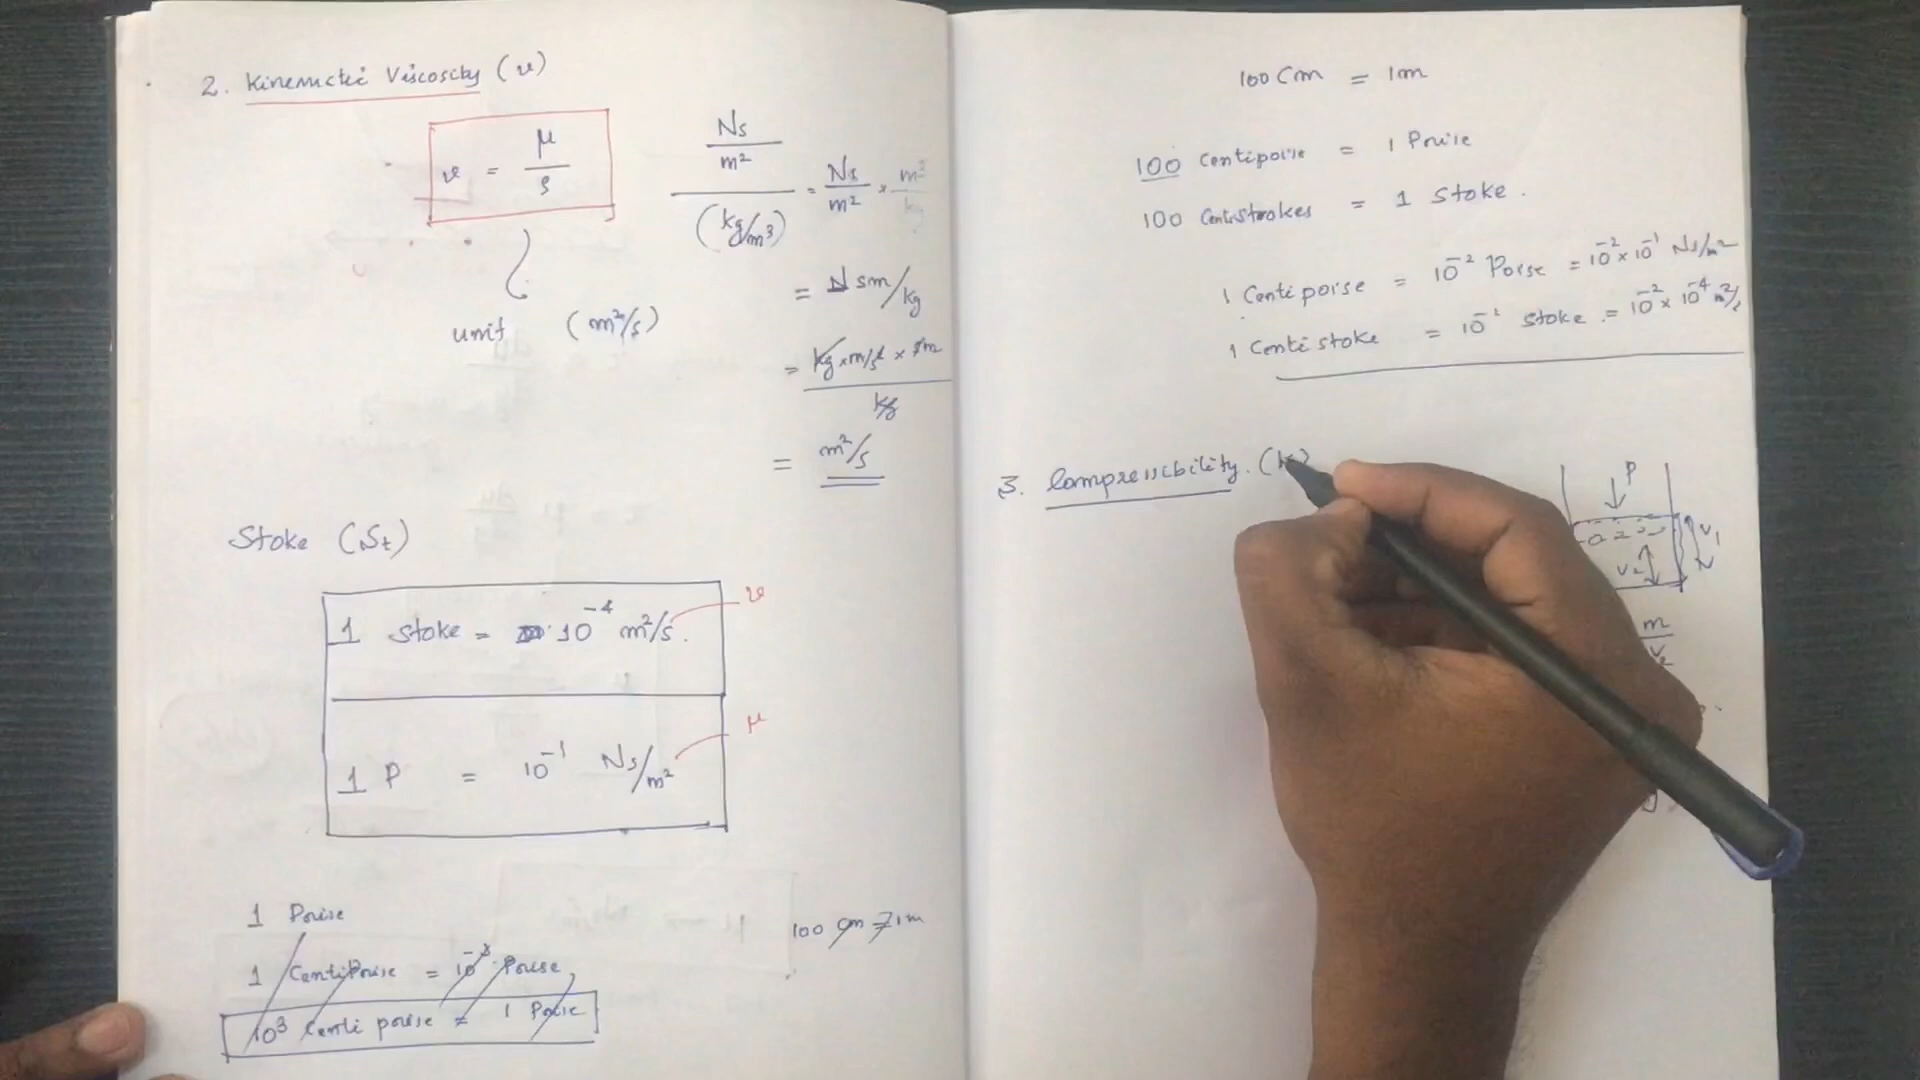 2. Kinematic Viscosity (ν)
ν = μ / ρ
Ns / m² / (kg/m³) = Ns / m² × m³ / kg
= N sm/kg
unit (m²/s)
= kg × m/s² × sm / kg
= m²/s
Stoke (St)
1 Stoke = 10⁻⁴ m²/s. ν
1 P = 10⁻¹ Ns/m² μ
1 Poise
100 cm = 1m
1 CentiPoise = 10⁻³ Poise
10³ Centi poise = 1 Poise
100 Cm = 1m
100 Centipoise = 1 Poise
100 Centistrokes = 1 Stoke.
1 Centi poise = 10⁻² Poise = 10⁻² × 10⁻¹ Ns/m²
1 Centi stoke = Stoke = 10⁻² × 10⁻⁴ m²/s
3. Compressibility. (k)
P
V₁
V₂
m
V₂